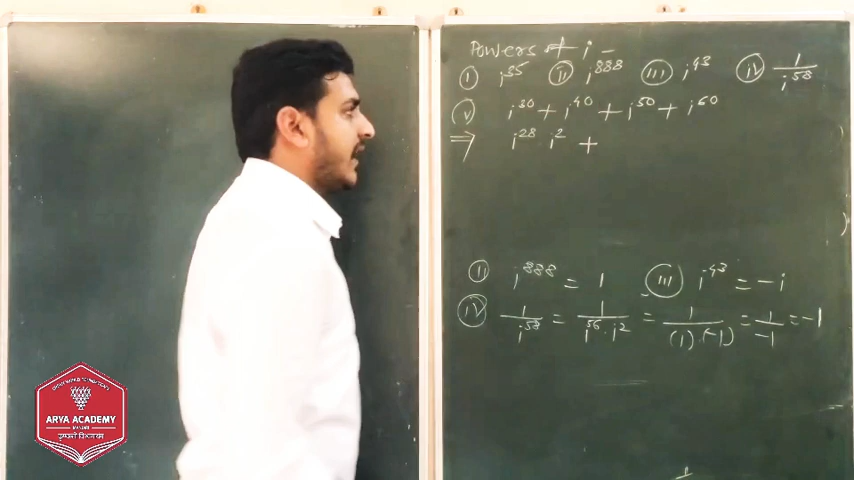 Powers of i -
(i) i^35 (ii) i^888 (iii) i^43 (iv) 1/i^58
(v) i^30 + i^40 + i^50 + i^60
⇒ i^28 i^2 +
(ii) i^888 = 1 (iii) i^43 = -i
(iv) 1/i^58 = 1/i^56·i^2 = 1/(1)·(-1) = 1/-1 = -1
ARYA ACADEMY